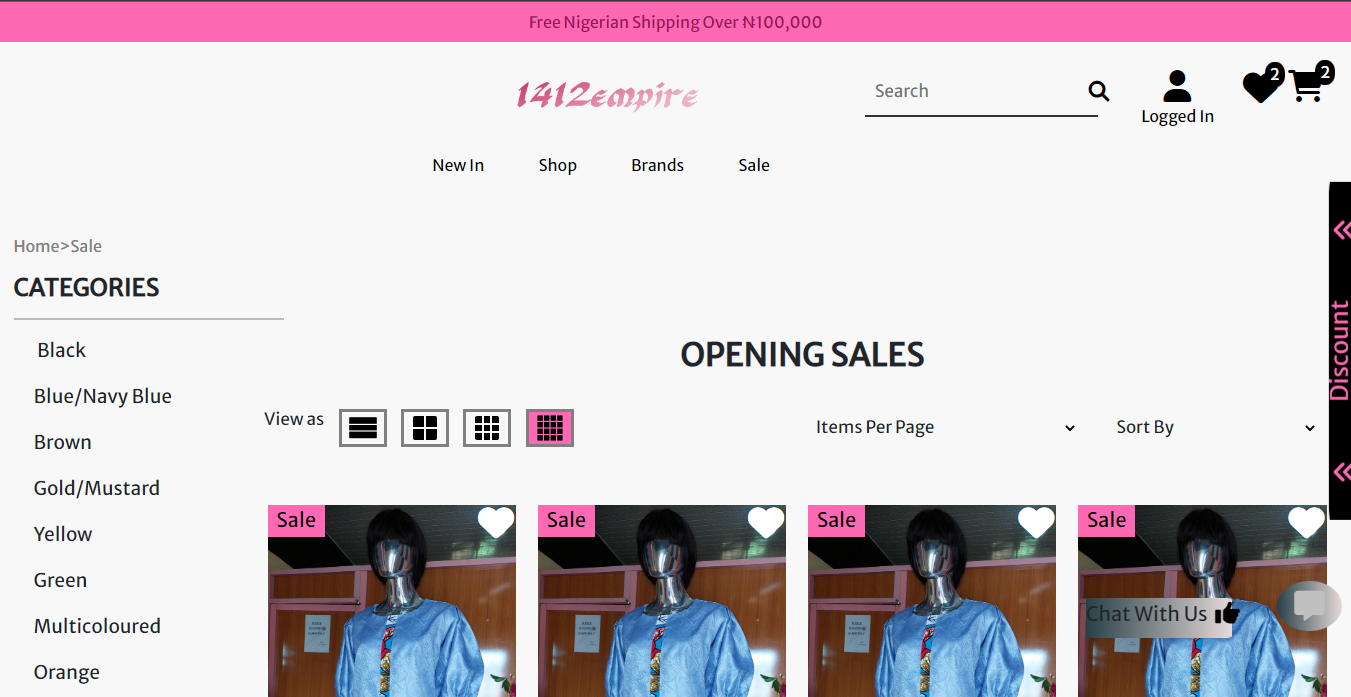 Free Nigerian Shipping Over ₦100,000
1412empire
Search
Logged In
2
2
New In
Shop
Brands
Sale
Home>Sale
CATEGORIES
Black
Blue/Navy Blue
Brown
Gold/Mustard
Yellow
Green
Multicoloured
Orange
OPENING SALES
View as
Items Per Page
Sort By
Sale
Sale
Sale
Sale
Chat With Us
Discount